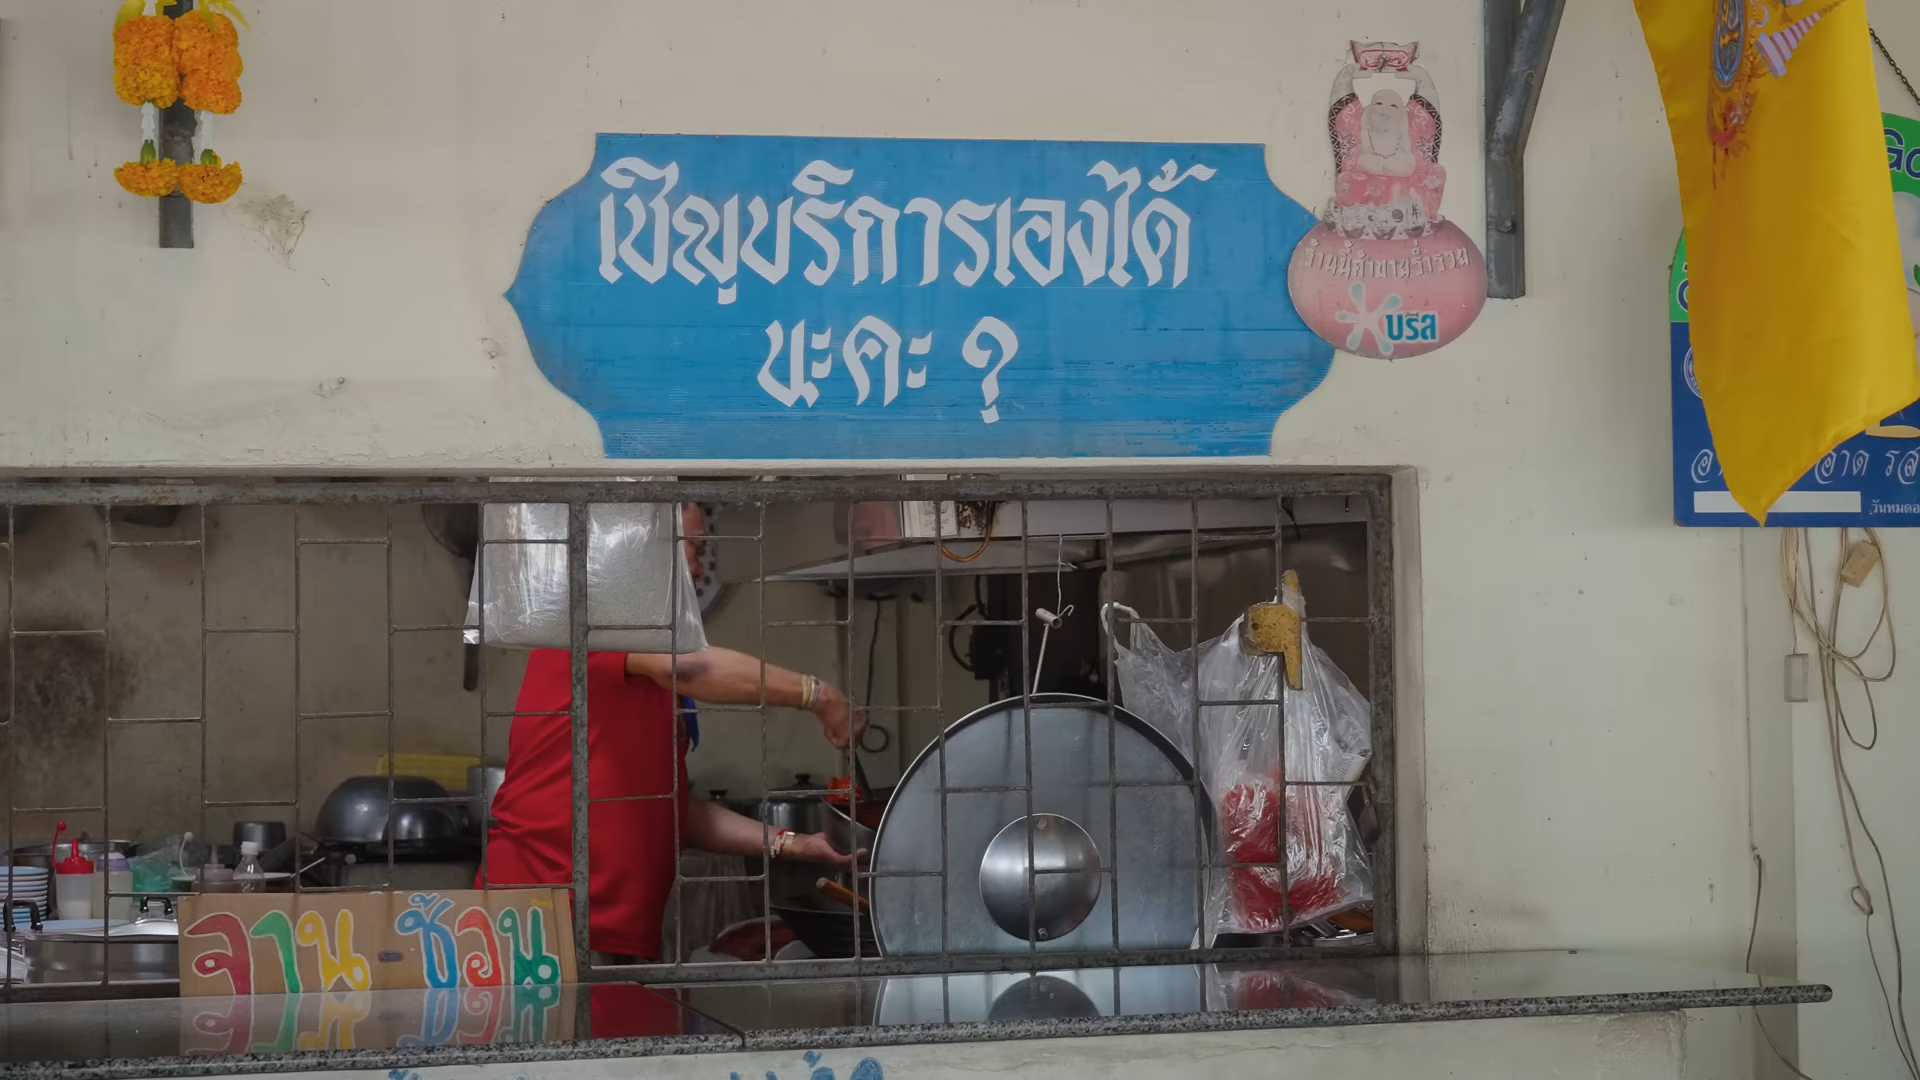 เชิญบริการเองได้
นะคะ ?
ร้านนี้ค้าขายร่ำรวย
บรีส
Go
จาน-ช้อน